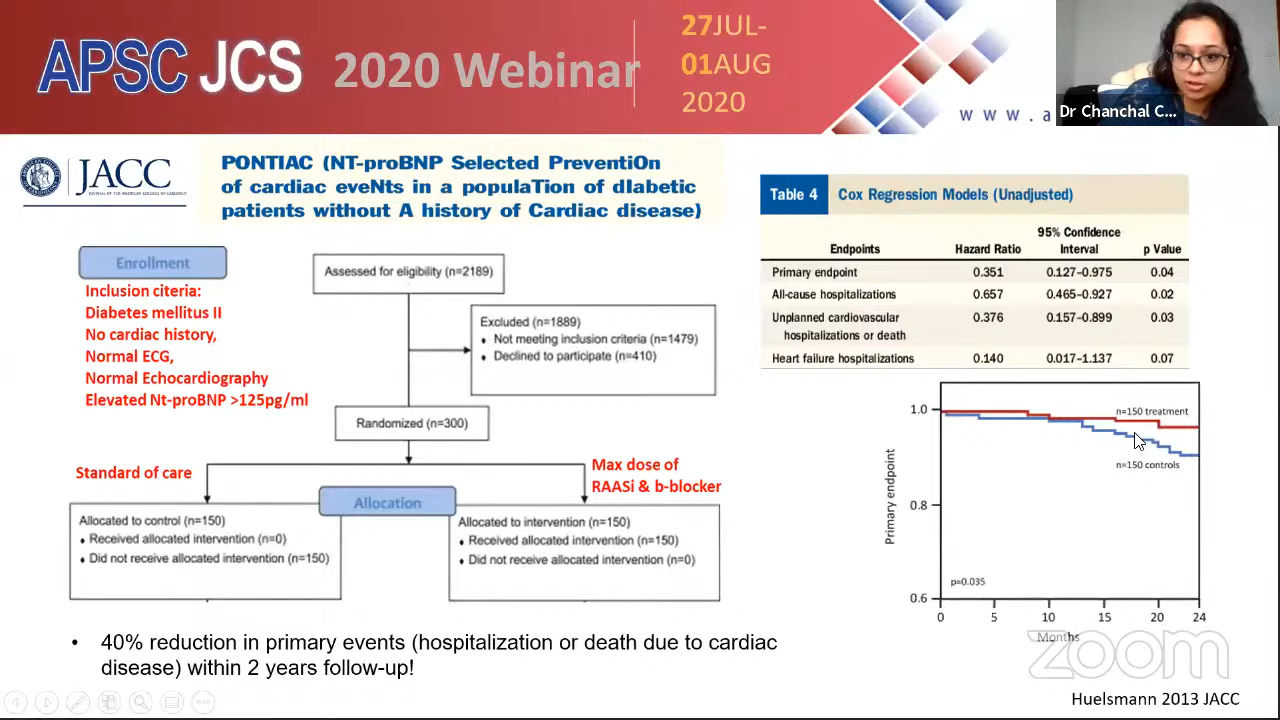 APSC JCS 2020 Webinar
27JUL-
01AUG
2020
www.a
Dr Chanchal C...
JACC
PONTIAC (NT-proBNP Selected PreventiOn
of cardiac eveNts in a populaTion of dIabetic
patients without A history of Cardiac disease)
Enrollment
Inclusion citeria:
Diabetes mellitus II
No cardiac history,
Normal ECG,
Normal Echocardiography
Elevated Nt-proBNP >125pg/ml
Assessed for eligibility (n=2189)
Excluded (n=1889)
♦ Not meeting inclusion criteria (n=1479)
♦ Declined to participate (n=410)
Randomized (n=300)
Standard of care
Max dose of
RAASi & b-blocker
Allocation
Allocated to control (n=150)
♦ Received allocated intervention (n=0)
♦ Did not receive allocated intervention (n=150)
Allocated to intervention (n=150)
♦ Received allocated intervention (n=150)
♦ Did not receive allocated intervention (n=0)
Table 4 Cox Regression Models (Unadjusted)
95% Confidence
Endpoints Hazard Ratio Interval p Value
Primary endpoint 0.351 0.127–0.975 0.04
All-cause hospitalizations 0.657 0.465–0.927 0.02
Unplanned cardiovascular 0.376 0.157–0.899 0.03
hospitalizations or death
Heart failure hospitalizations 0.140 0.017–1.137 0.07
Primary endpoint
1.0
0.8
0.6
n=150 treatment
n=150 controls
p=0.035
0 5 10 15 20 24
Months
zoom
• 40% reduction in primary events (hospitalization or death due to cardiac
disease) within 2 years follow-up!
Huelsmann 2013 JACC